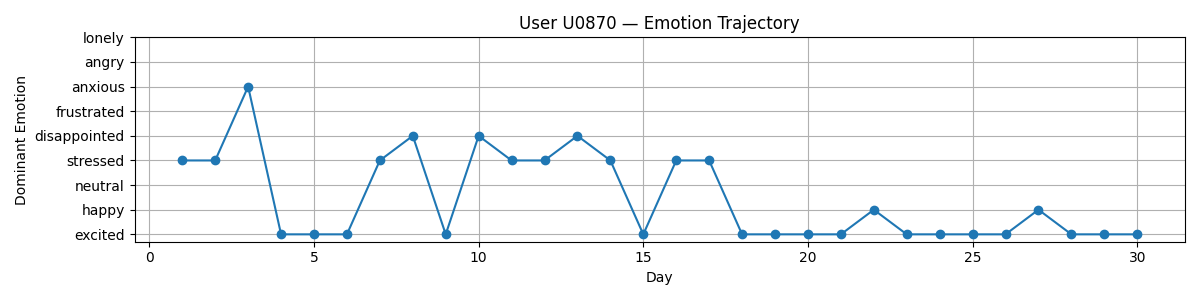 User U0870 — Emotion Trajectory
lonely
angry
anxious
frustrated
disappointed
stressed
neutral
happy
excited
Dominant Emotion
0 5 10 15 20 25 30
Day